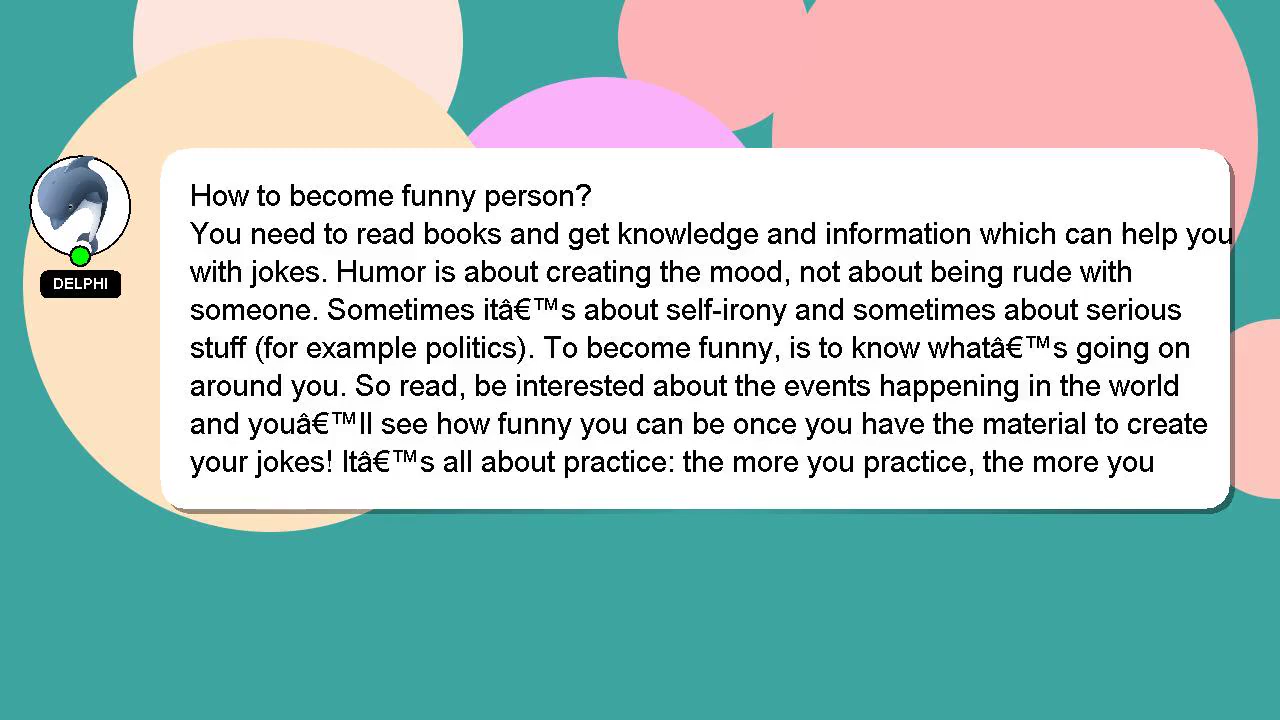 How to become funny person?
You need to read books and get knowledge and information which can help you
with jokes. Humor is about creating the mood, not about being rude with
someone. Sometimes itâ€™s about self-irony and sometimes about serious
stuff (for example politics). To become funny, is to know whatâ€™s going on
around you. So read, be interested about the events happening in the world
and youâ€™ll see how funny you can be once you have the material to create
your jokes! Itâ€™s all about practice: the more you practice, the more you
DELPHI